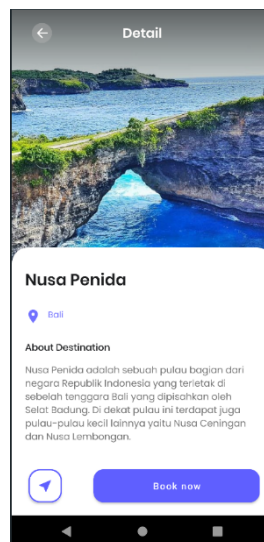 Detail
Nusa Penida
Bali
About Destination
Nusa Penida adalah sebuah pulau bagian dari
negara Republik Indonesia yang terletak di
sebelah tenggara Bali yang dipisahkan oleh
Selat Badung. Di dekat pulau ini terdapat juga
pulau-pulau kecil lainnya yaitu Nusa Ceningan
dan Nusa Lembongan.
Book now